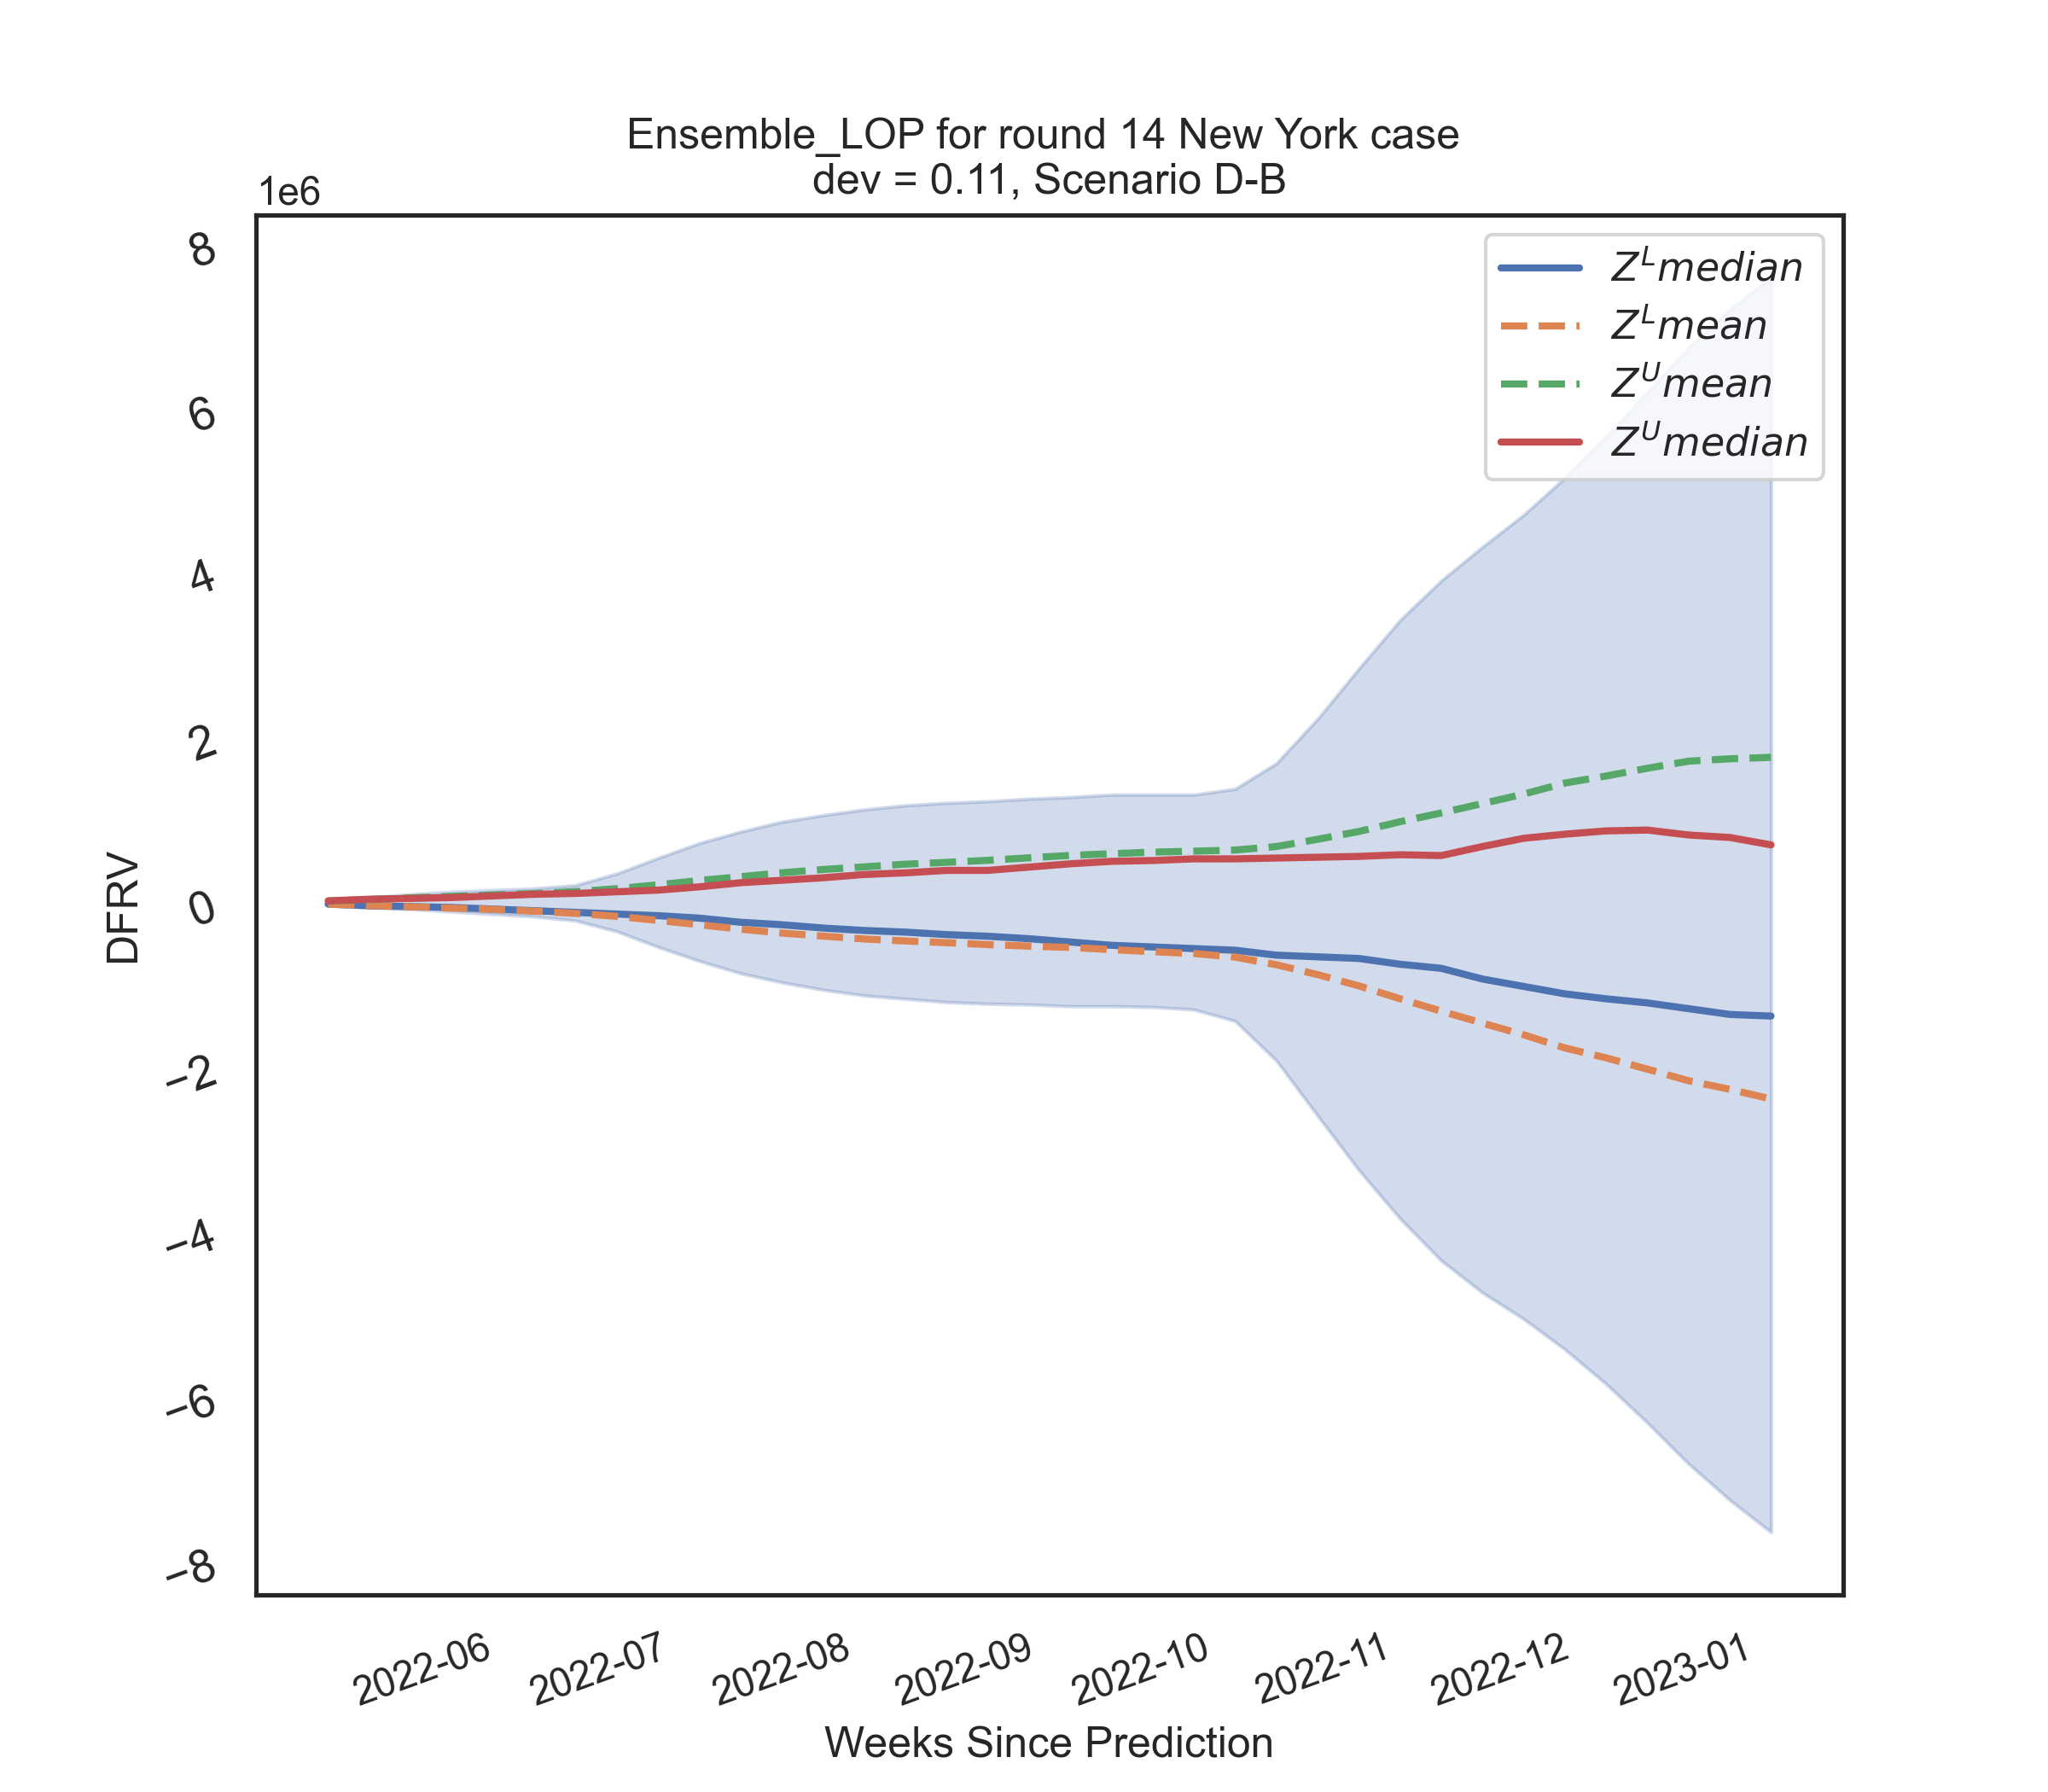 Ensemble_LOP for round 14 New York case
dev = 0.11, Scenario D-B
1e6
8
6
4
2
0
−2
−4
−6
−8
DFRV
Z^L median
Z^L mean
Z^U mean
Z^U median
2022-06
2022-07
2022-08
2022-09
2022-10
2022-11
2022-12
2023-01
Weeks Since Prediction